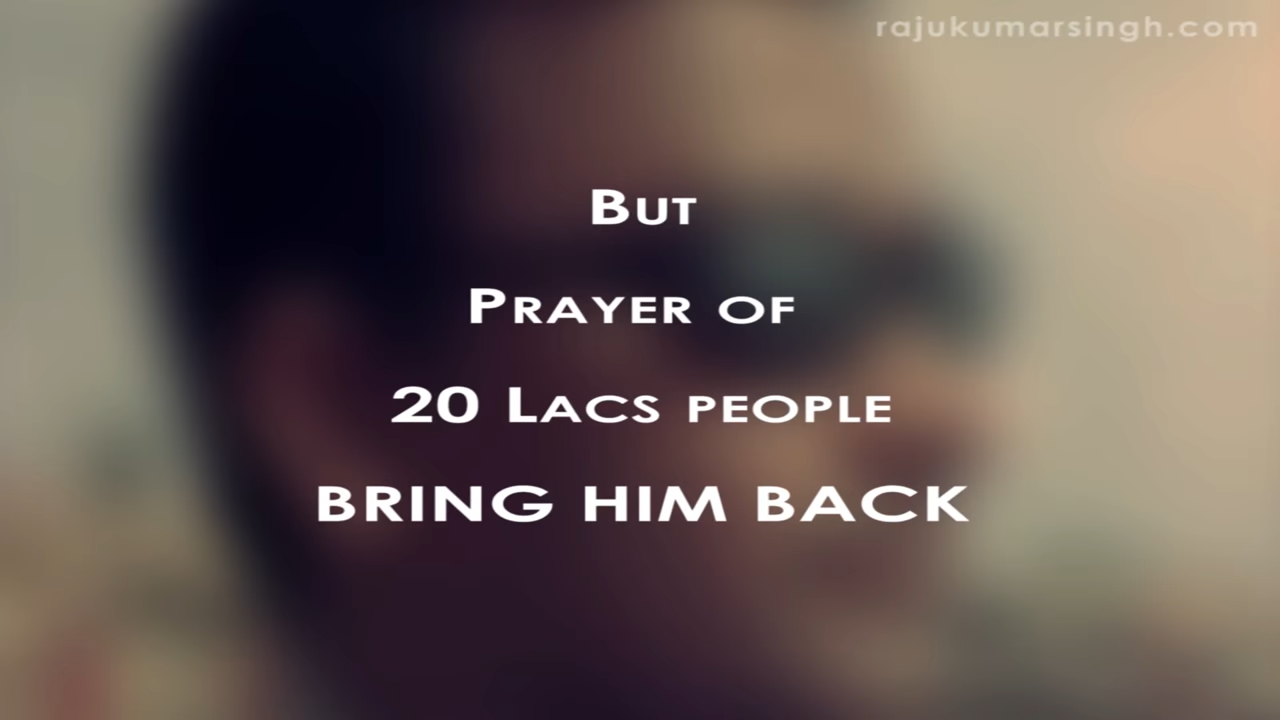 rajukumarsingh.com
But
Prayer of
20 Lacs people
BRING HIM BACK